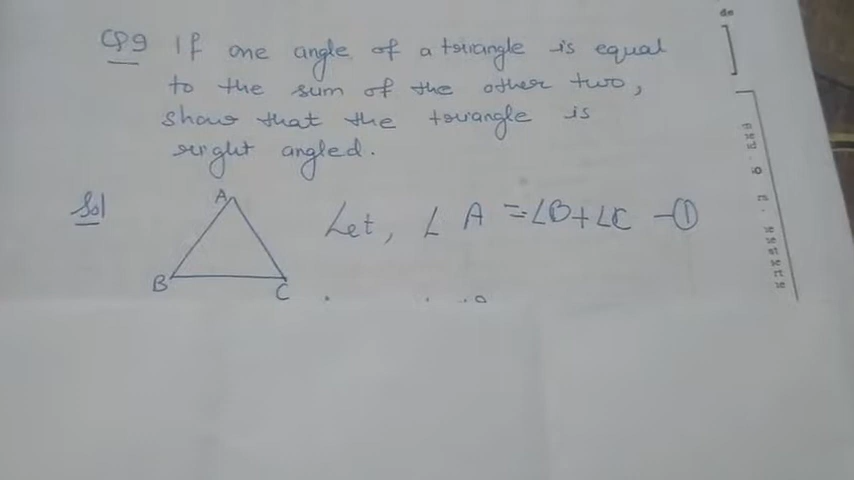 Q9 If one angle of a triangle is equal
to the sum of the other two,
show that the triangle is
right angled.
Sol
A
B
C
Let, ∠A = ∠B + ∠C —①